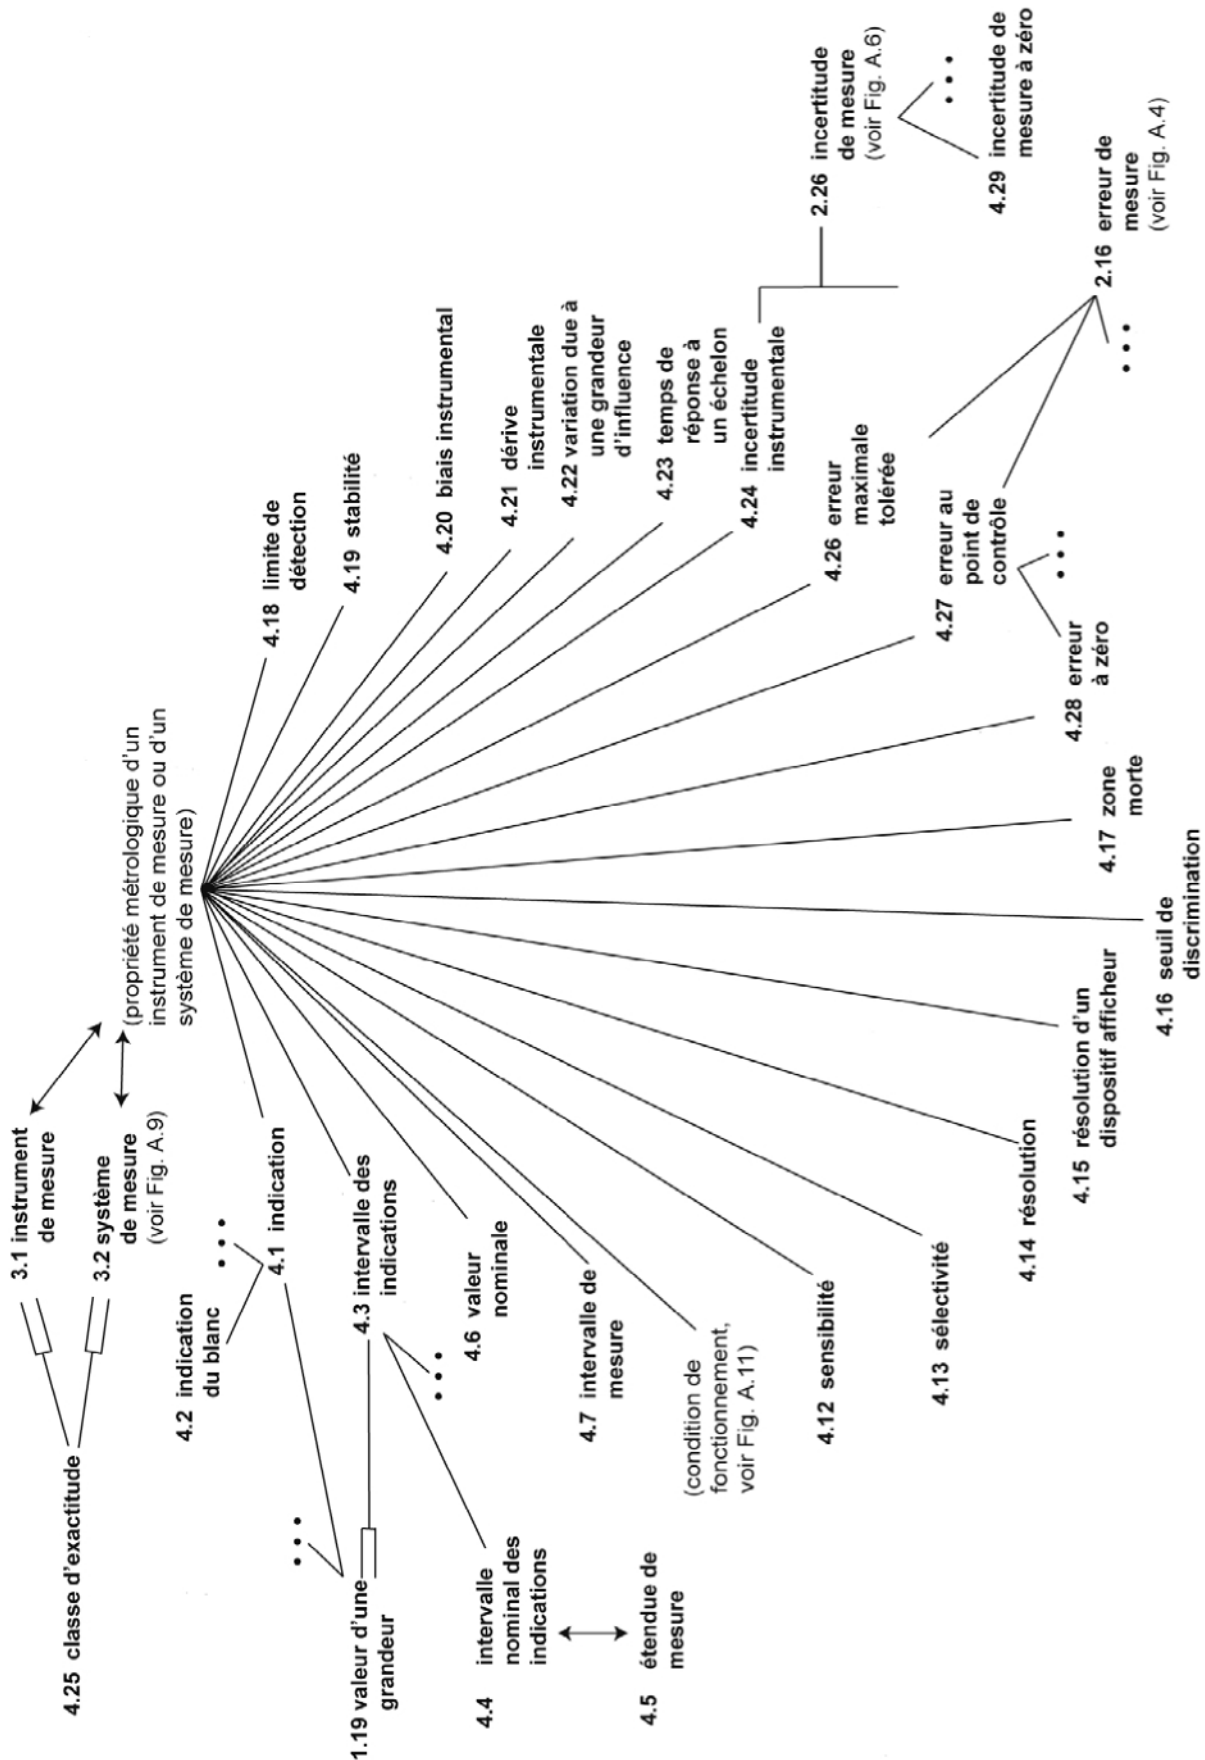 4.25 classe d'exactitude
3.1 instrument
de mesure
3.2 système
de mesure
(voir Fig. A.9)
(propriété métrologique d'un
instrument de mesure ou d'un
système de mesure)
4.2 indication
du blanc
4.1 indication
1.19 valeur d'une
grandeur
4.3 intervalle des
indications
4.4 intervalle
nominal des
indications
4.5 étendue de
mesure
4.6 valeur
nominale
4.7 intervalle de
mesure
(condition de
fonctionnement,
voir Fig. A.11)
4.12 sensibilité
4.13 sélectivité
4.14 résolution
4.15 résolution d'un
dispositif afficheur
4.16 seuil de
discrimination
4.17 zone
morte
4.28 erreur
à zéro
4.27 erreur au
point de
contrôle
4.26 erreur
maximale
tolérée
4.24 incertitude
instrumentale
4.23 temps de
réponse à
un échelon
4.22 variation due à
une grandeur
d'influence
4.21 dérive
instrumentale
4.20 biais instrumental
4.19 stabilité
4.18 limite de
détection
2.26 incertitude
de mesure
(voir Fig. A.6)
4.29 incertitude de
mesure à zéro
2.16 erreur de
mesure
(voir Fig. A.4)